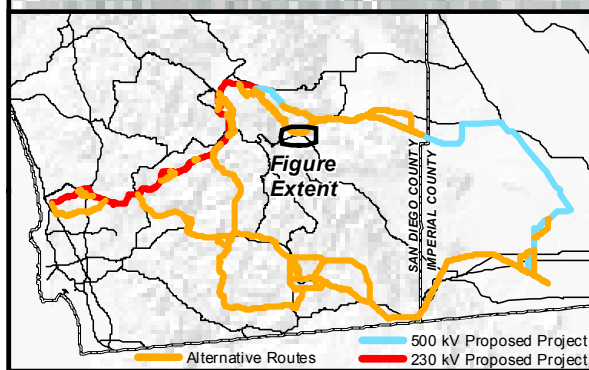 Figure
Extent
SAN DIEGO COUNTY
IMPERIAL COUNTY
500 kV Proposed Project
Alternative Routes
230 kV Proposed Project